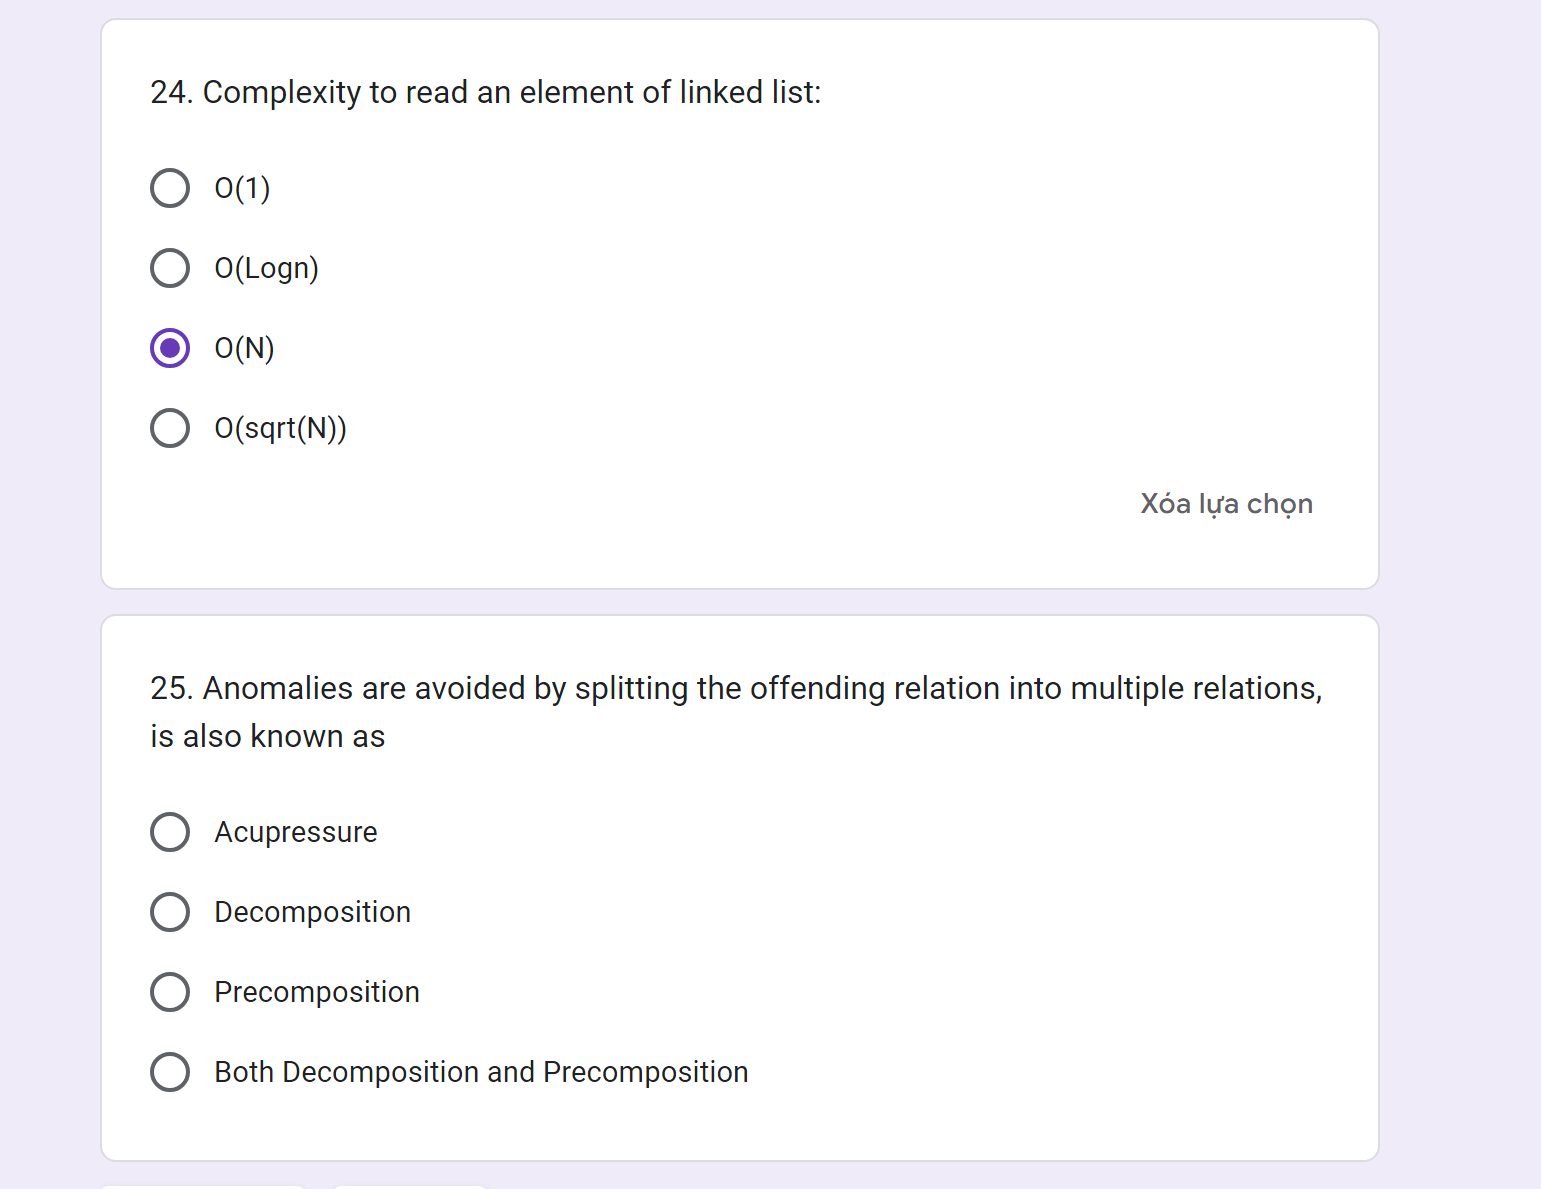 24. Complexity to read an element of linked list:
O(1)
O(Logn)
O(N)
O(sqrt(N))
Xóa lựa chọn
25. Anomalies are avoided by splitting the offending relation into multiple relations,
is also known as
Acupressure
Decomposition
Precomposition
Both Decomposition and Precomposition